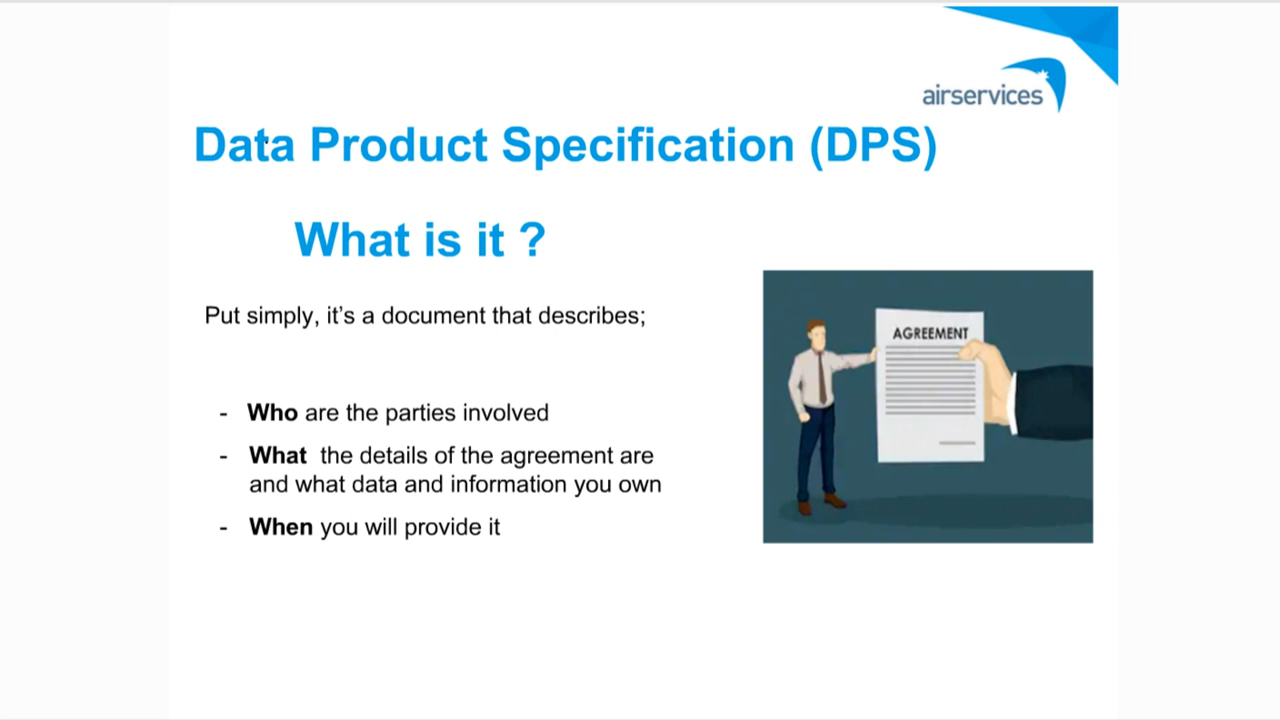 airservices
Data Product Specification (DPS)
What is it ?
Put simply, it's a document that describes;
- Who are the parties involved
- What the details of the agreement are
and what data and information you own
- When you will provide it
AGREEMENT